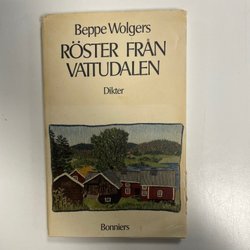 Beppe Wolgers
RÖSTER FRÅN
VATTUDALEN
Dikter
Bonniers